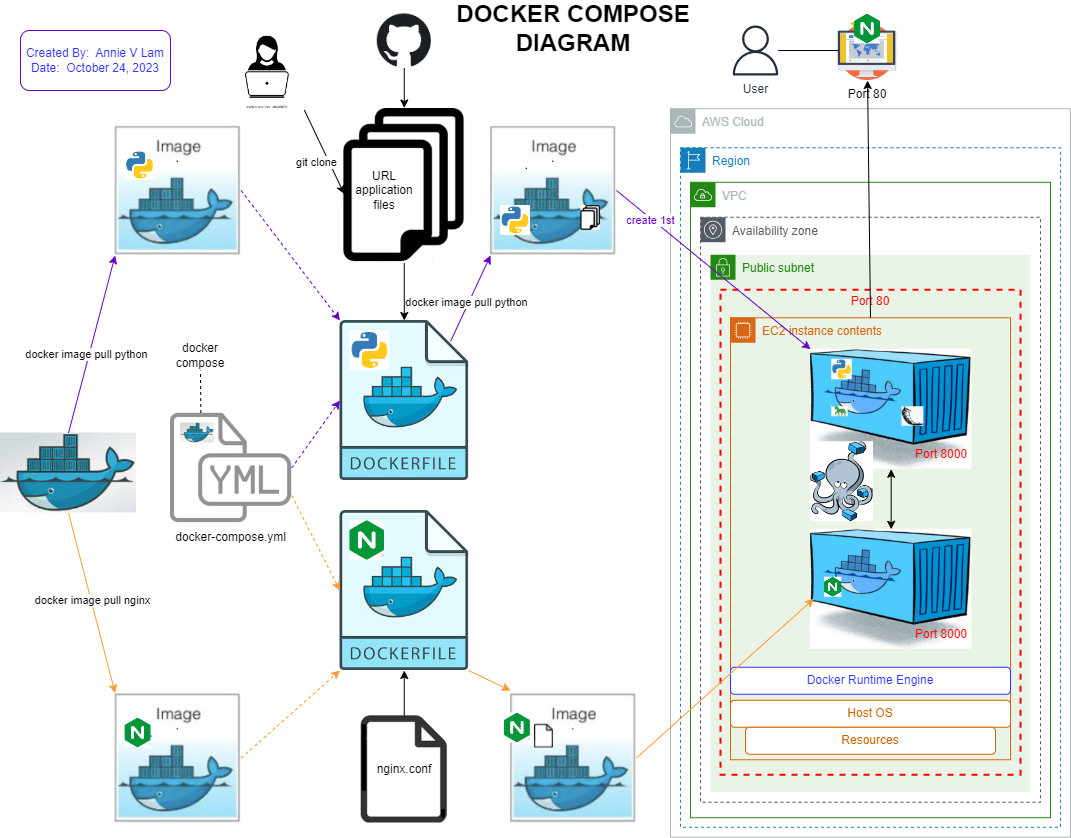 DOCKER COMPOSE
DIAGRAM
Created By: Annie V Lam
Date: October 24, 2023
User
Port 80
AWS Cloud
Image
git clone
URL
application
files
Image
Region
VPC
create 1st
Availability zone
Public subnet
docker image pull python
Port 80
EC2 instance contents
docker image pull python
docker
compose
DOCKERFILE
Port 8000
YML
docker-compose.yml
N
docker image pull nginx
DOCKERFILE
N
Port 8000
Docker Runtime Engine
Image
N
nginx.conf
Image
N
Host OS
Resources
N